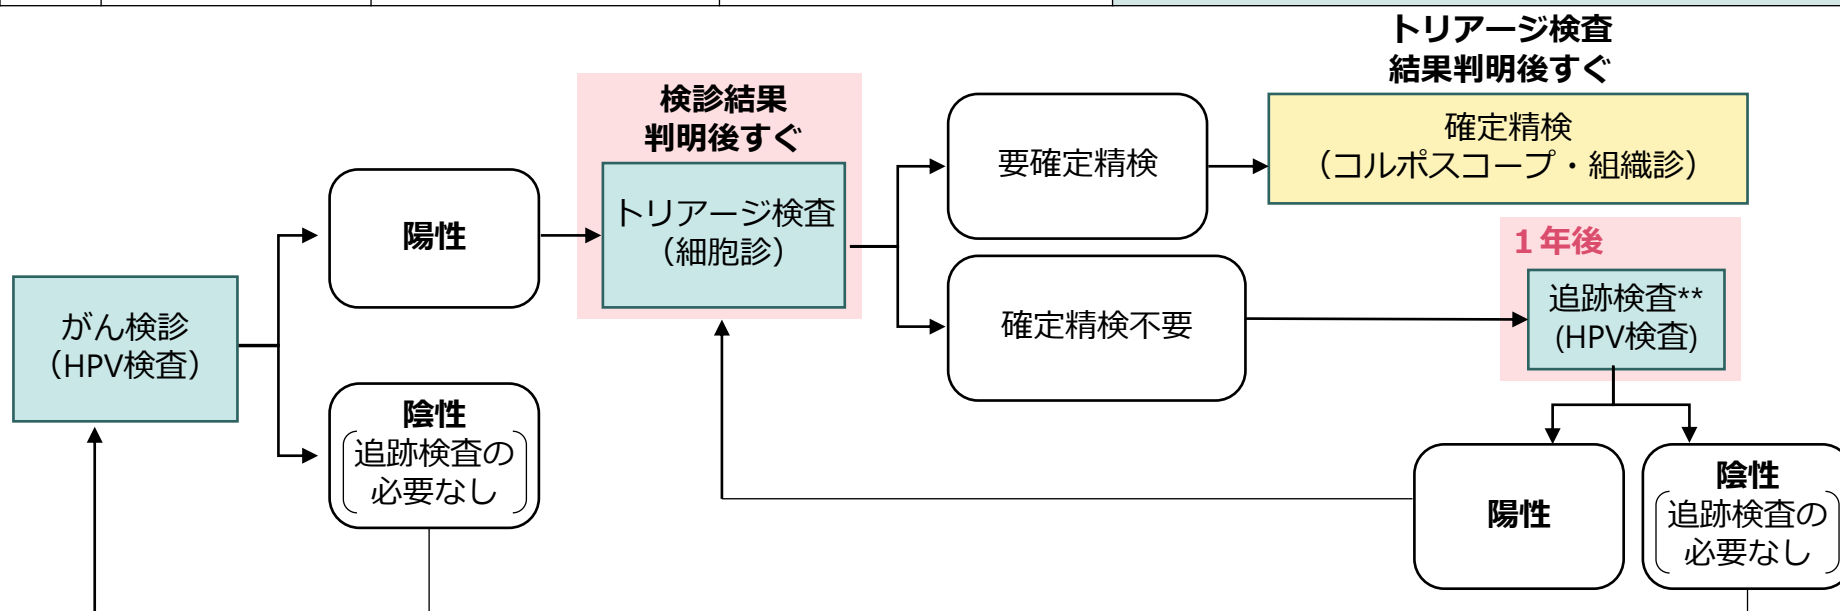 トリアージ検査
結果判明後すぐ
検診結果
判明後すぐ
確定精検
（コルポスコープ・組織診）
要確定精検
トリアージ検査
（細胞診）
陽性
１年後
追跡検査**
(HPV検査)
確定精検不要
がん検診
（HPV検査）
陰性
追跡検査の
必要なし
陽性
陰性
追跡検査の
必要なし